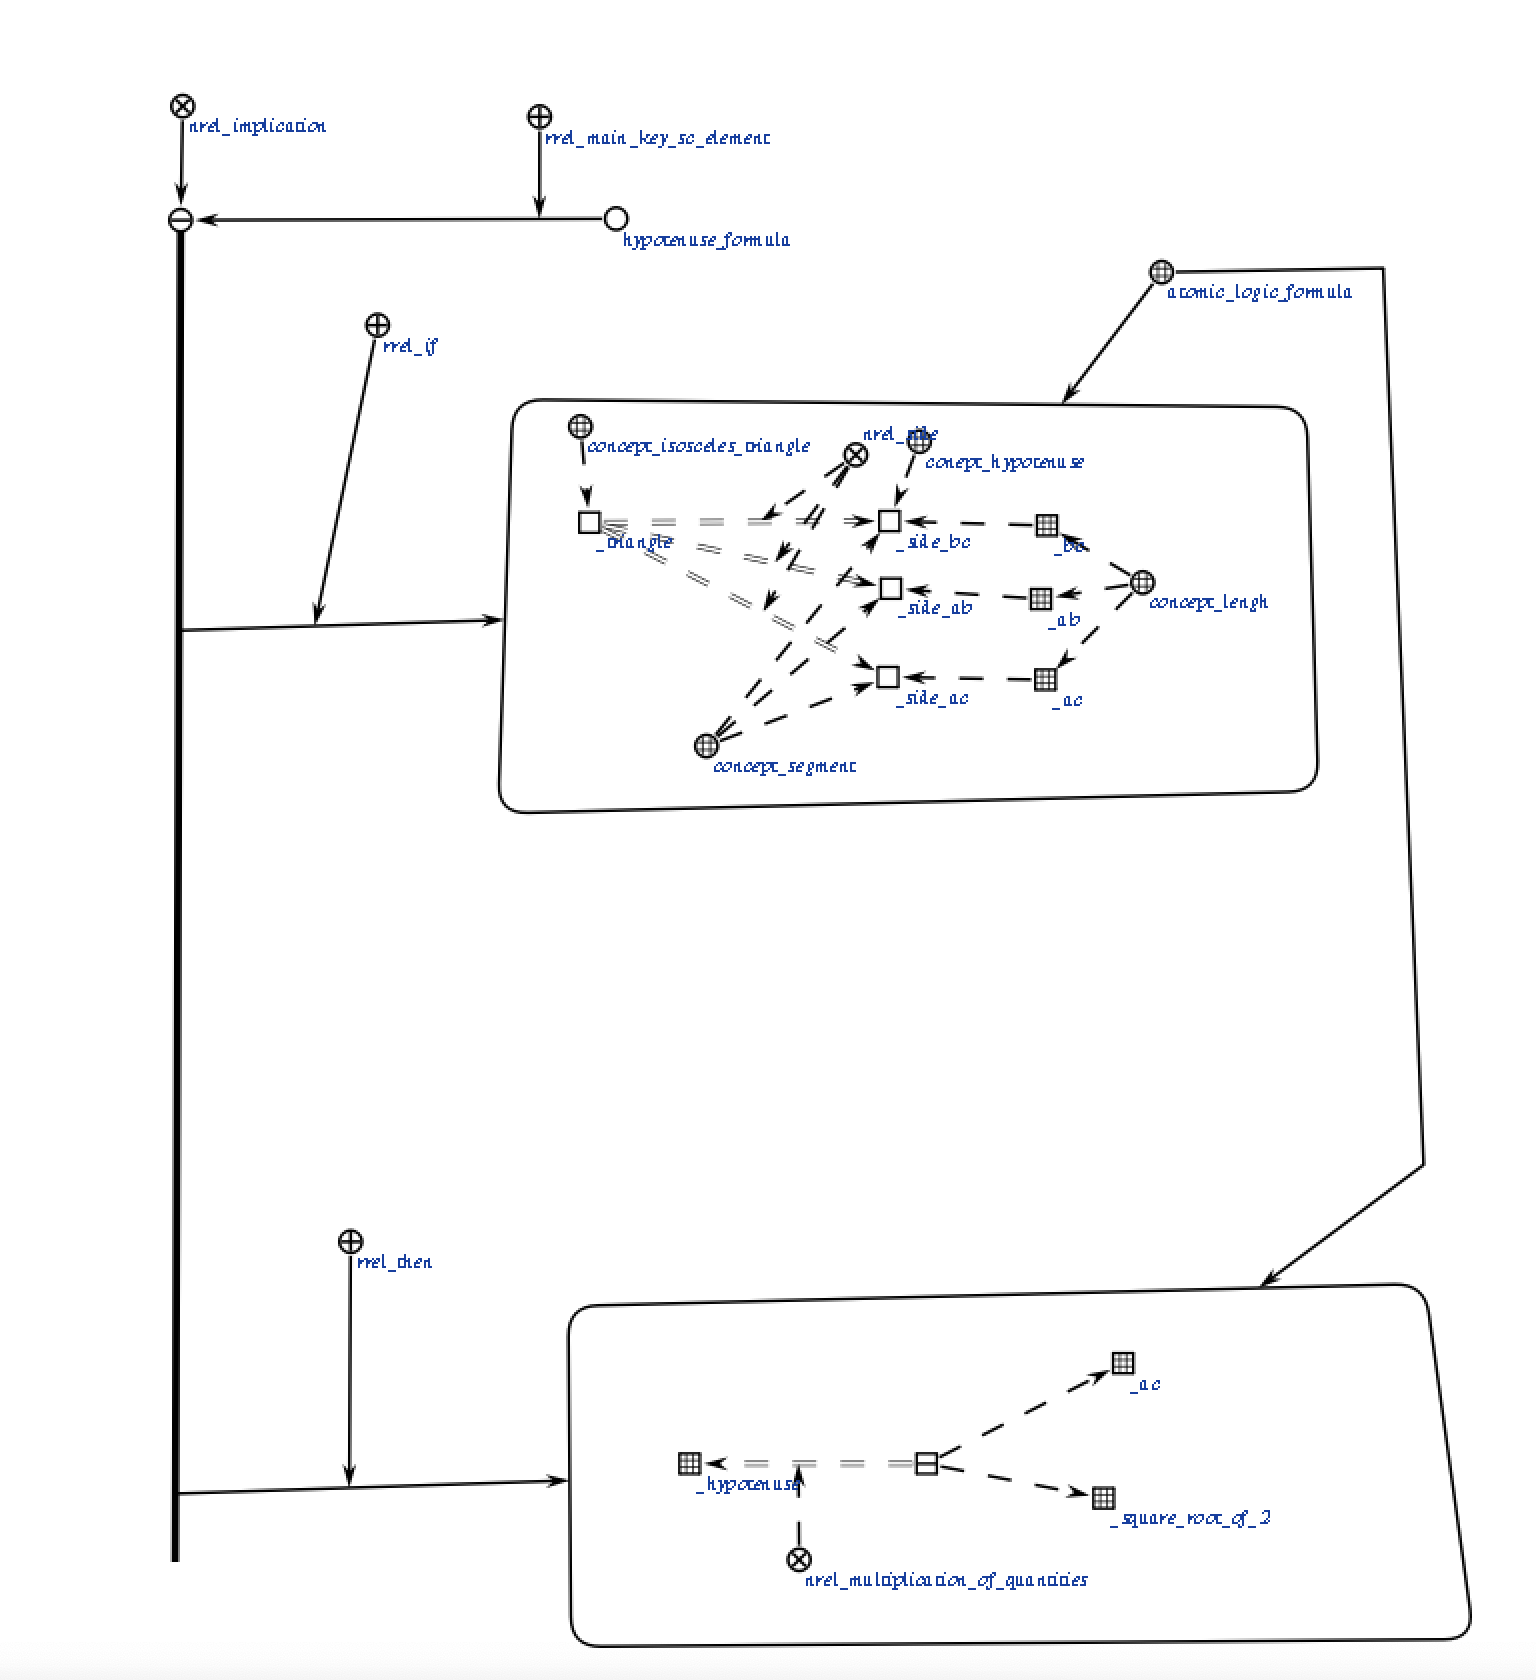 nrel_implication
rrel_main_key_sc_element
hypotenuse_formula
atomic_logic_formula
rrel_if
nrel_side
concept_isosceles_triangle
conept_hypotenuse
_triangle
_side_bc
_bc
_side_ab
_ab
concept_lengh
_side_ac
_ac
concept_segment
rrel_then
_ac
_hypotenuse
_square_root_of_2
nrel_multiplication_of_quantities